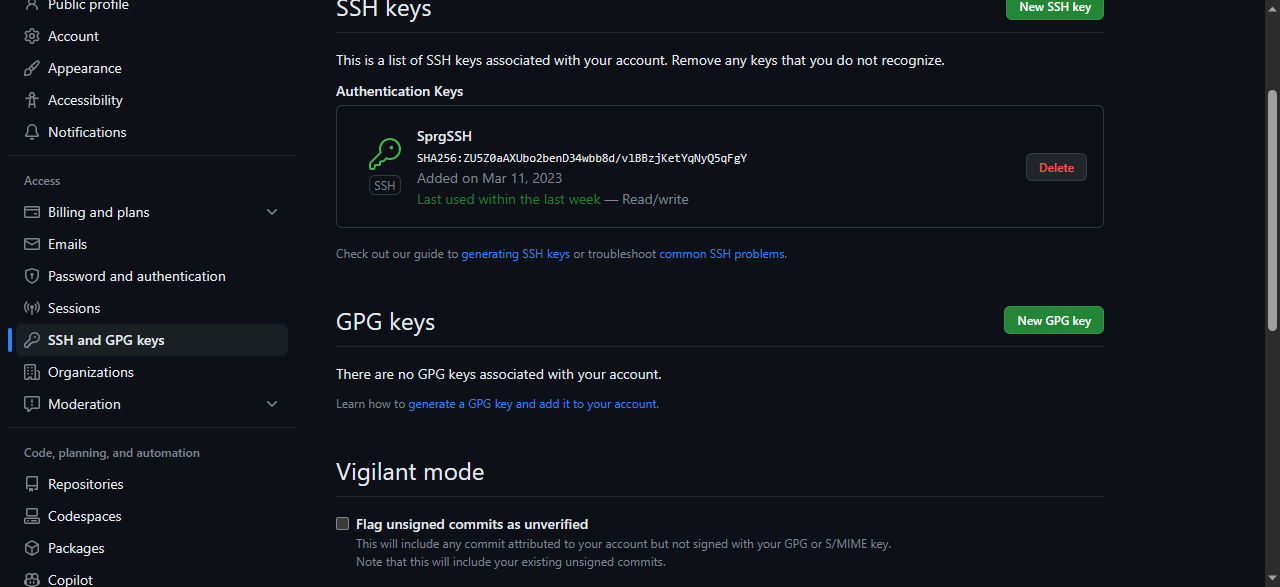 Public profile
Account
Appearance
Accessibility
Notifications
Access
Billing and plans
Emails
Password and authentication
Sessions
SSH and GPG keys
Organizations
Moderation
Code, planning, and automation
Repositories
Codespaces
Packages
Copilot
SSH keys
New SSH key
This is a list of SSH keys associated with your account. Remove any keys that you do not recognize.
Authentication Keys
SprgSSH
SHA256:ZU5Z0aAXUbo2benD34wbb8d/vlBBzjKetYqNyQ5qFgY
Added on Mar 11, 2023
Last used within the last week — Read/write
SSH
Delete
Check out our guide to generating SSH keys or troubleshoot common SSH problems.
GPG keys
New GPG key
There are no GPG keys associated with your account.
Learn how to generate a GPG key and add it to your account.
Vigilant mode
Flag unsigned commits as unverified
This will include any commit attributed to your account but not signed with your GPG or S/MIME key.
Note that this will include your existing unsigned commits.